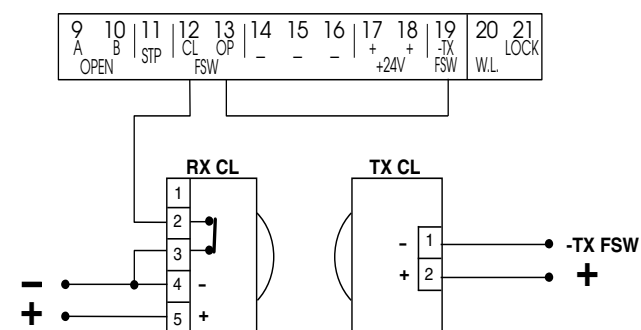 9 10 11 12 13 14 15 16 17 18 19 20 21
A B STP CL OP _ _ _ + + -TX LOCK
OPEN FSW +24V FSW W.L.
RX CL TX CL
1
2
3
4 -
5 +
- 1 -TX FSW
+ 2 +
-
+